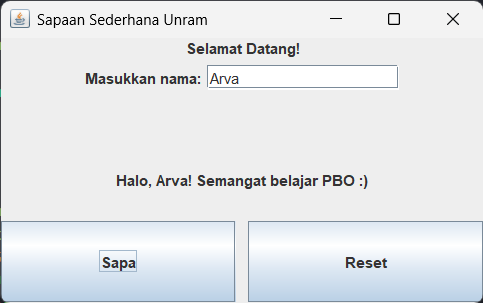 Sapaan Sederhana Unram
Selamat Datang!
Masukkan nama: Arva
Halo, Arva! Semangat belajar PBO :)
Sapa Reset